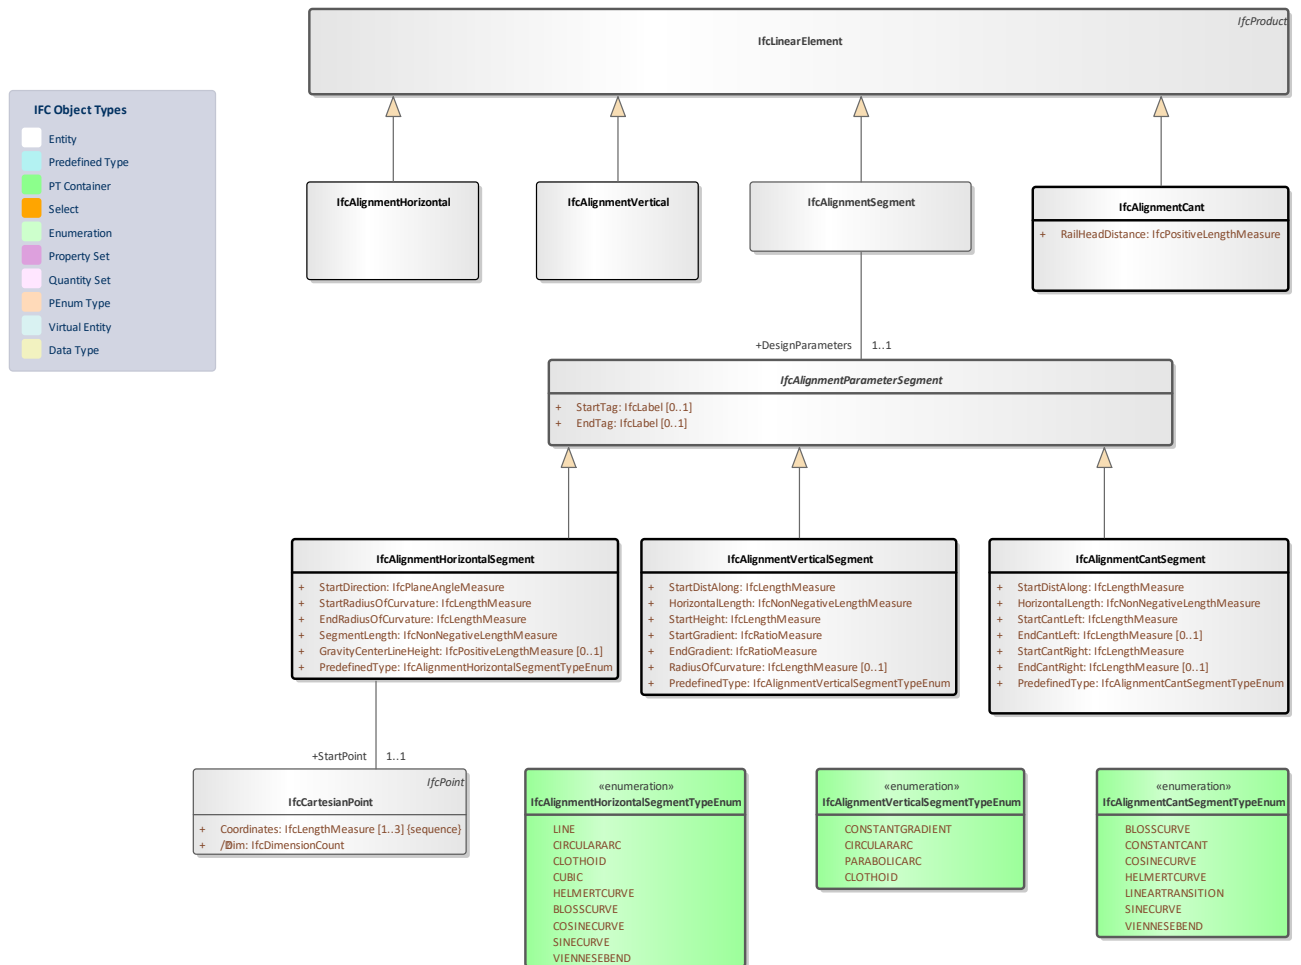 IfcProduct
IfcLinearElement
IFC Object Types
Entity
Predefined Type
PT Container
Select
Enumeration
Property Set
Quantity Set
PEnum Type
Virtual Entity
Data Type
IfcAlignmentHorizontal
IfcAlignmentVertical
IfcAlignmentSegment
IfcAlignmentCant
+ RailHeadDistance: IfcPositiveLengthMeasure
+DesignParameters 1..1
IfcAlignmentParameterSegment
+ StartTag: IfcLabel [0..1]
+ EndTag: IfcLabel [0..1]
IfcAlignmentHorizontalSegment
+ StartDirection: IfcPlaneAngleMeasure
+ StartRadiusOfCurvature: IfcLengthMeasure
+ EndRadiusOfCurvature: IfcLengthMeasure
+ SegmentLength: IfcNonNegativeLengthMeasure
+ GravityCenterLineHeight: IfcPositiveLengthMeasure [0..1]
+ PredefinedType: IfcAlignmentHorizontalSegmentTypeEnum
IfcAlignmentVerticalSegment
+ StartDistAlong: IfcLengthMeasure
+ HorizontalLength: IfcNonNegativeLengthMeasure
+ StartHeight: IfcLengthMeasure
+ StartGradient: IfcRatioMeasure
+ EndGradient: IfcRatioMeasure
+ RadiusOfCurvature: IfcLengthMeasure [0..1]
+ PredefinedType: IfcAlignmentVerticalSegmentTypeEnum
IfcAlignmentCantSegment
+ StartDistAlong: IfcLengthMeasure
+ HorizontalLength: IfcNonNegativeLengthMeasure
+ StartCantLeft: IfcLengthMeasure
+ EndCantLeft: IfcLengthMeasure [0..1]
+ StartCantRight: IfcLengthMeasure
+ EndCantRight: IfcLengthMeasure [0..1]
+ PredefinedType: IfcAlignmentCantSegmentTypeEnum
+StartPoint 1..1
IfcPoint
IfcCartesianPoint
+ Coordinates: IfcLengthMeasure [1..3] {sequence}
+ IfcDimensionCount
«enumeration»
IfcAlignmentHorizontalSegmentTypeEnum
LINE
CIRCULARARC
CLOTHOID
CUBIC
HELMERTCURVE
BLOSSCURVE
COSINECURVE
SINECURVE
VIENNESEBEND
«enumeration»
IfcAlignmentVerticalSegmentTypeEnum
CONSTANTGRADIENT
CIRCULARARC
PARABOLICARC
CLOTHOID
«enumeration»
IfcAlignmentCantSegmentTypeEnum
BLOSSCURVE
CONSTANTCANT
COSINECURVE
HELMERTCURVE
LINEARTRANSITION
SINECURVE
VIENNESEBEND